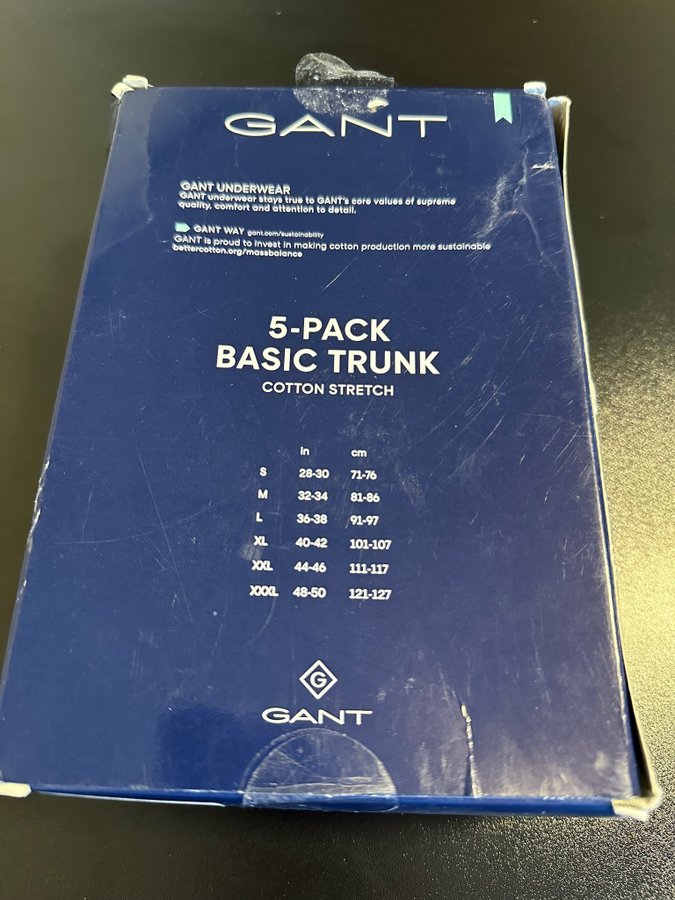 GANT
GANT UNDERWEAR
GANT underwear stays true to GANT's core values of supreme
quality, comfort and attention to detail.
GANT WAY gant.com/sustainability
GANT is proud to invest in making cotton production more sustainable
bettercotton.org/massbalance
5-PACK
BASIC TRUNK
COTTON STRETCH
in cm
S 28-30 71-76
M 32-34 81-86
L 36-38 91-97
XL 40-42 101-107
XXL 44-46 111-117
XXXL 48-50 121-127
G
GANT